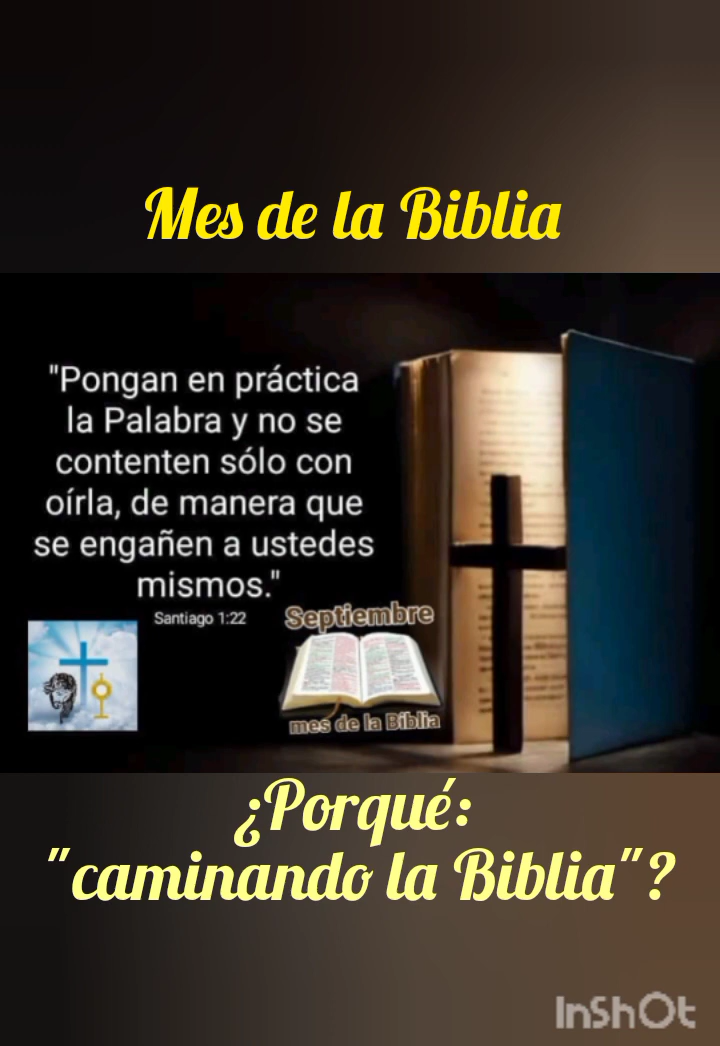 Mes de la Biblia
"Pongan en práctica
la Palabra y no se
contenten sólo con
oírla, de manera que
se engañen a ustedes
mismos."
Santiago 1:22
Septiembre
mes de la Biblia
¿Porqué:
"caminando la Biblia"?
InShOt